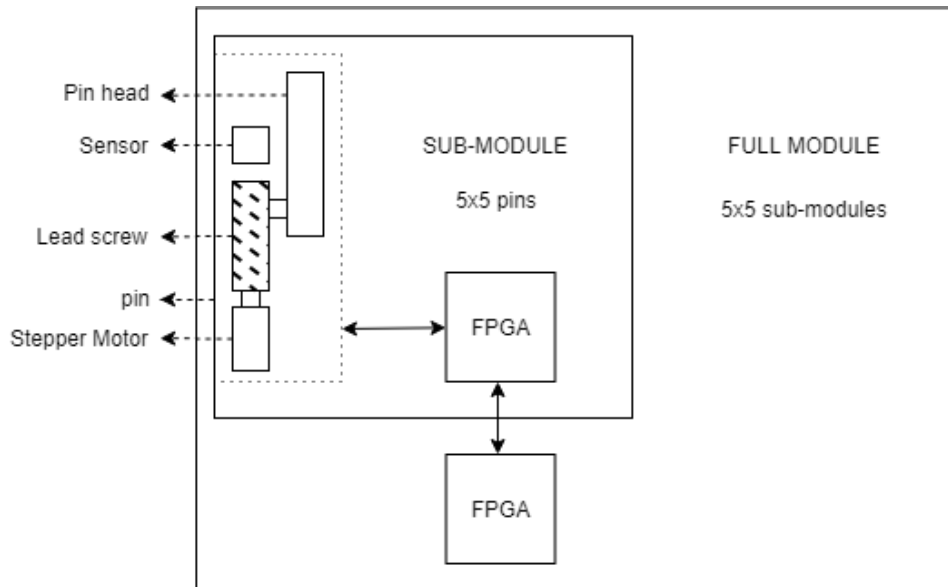 Pin head
Sensor
Lead screw
pin
Stepper Motor
SUB-MODULE
5x5 pins
FPGA
FPGA
FULL MODULE
5x5 sub-modules